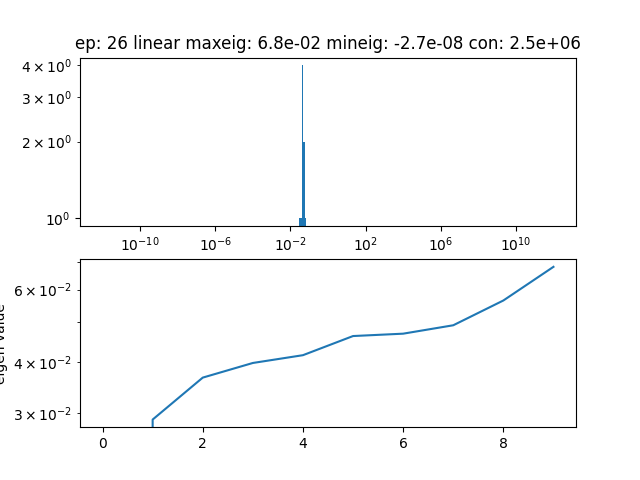 ep: 26 linear maxeig: 6.8e-02 mineig: -2.7e-08 con: 2.5e+06
4 × 10⁰
3 × 10⁰
2 × 10⁰
10⁰
10⁻¹⁰ 10⁻⁶ 10⁻² 10² 10⁶ 10¹⁰
eigen value
6 × 10⁻²
4 × 10⁻²
3 × 10⁻²
0 2 4 6 8